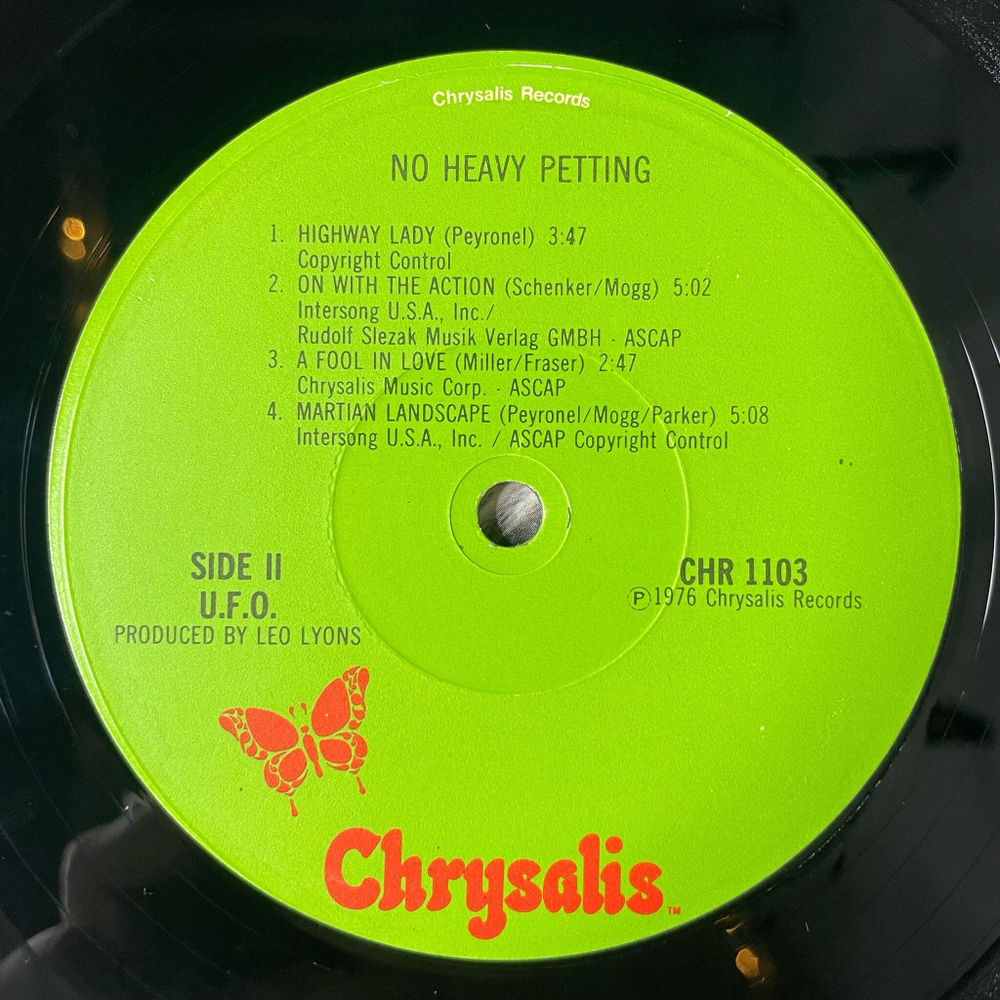 Chrysalis Records
NO HEAVY PETTING
1. HIGHWAY LADY (Peyronel) 3:47
Copyright Control
2. ON WITH THE ACTION (Schenker/Mogg) 5:02
Intersong U.S.A., Inc./
Rudolf Slezak Musik Verlag GMBH - ASCAP
3. A FOOL IN LOVE (Miller/Fraser) 2:47
Chrysalis Music Corp. - ASCAP
4. MARTIAN LANDSCAPE (Peyronel/Mogg/Parker) 5:08
Intersong U.S.A., Inc. / ASCAP Copyright Control
SIDE II
U.F.O.
PRODUCED BY LEO LYONS
CHR 1103
Ⓟ1976 Chrysalis Records
Chrysalis™